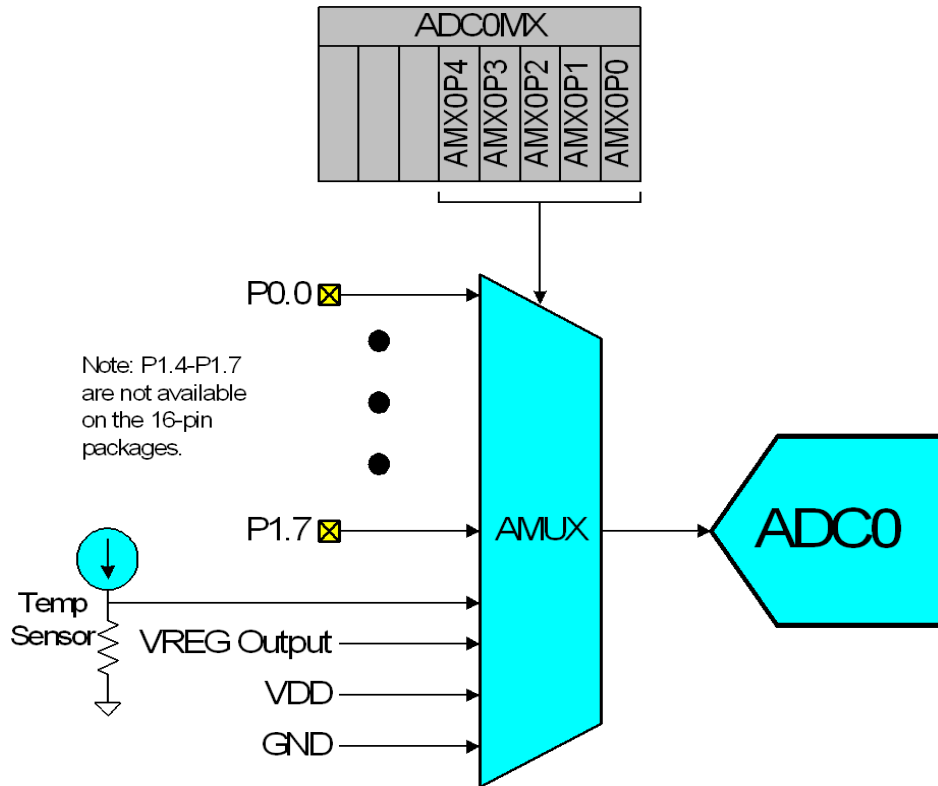 ADC0MX
AMX0P4
AMX0P3
AMX0P2
AMX0P1
AMX0P0
P0.0
Note: P1.4-P1.7
are not available
on the 16-pin
packages.
P1.7
AMUX
ADC0
Temp
Sensor
VREG Output
VDD
GND